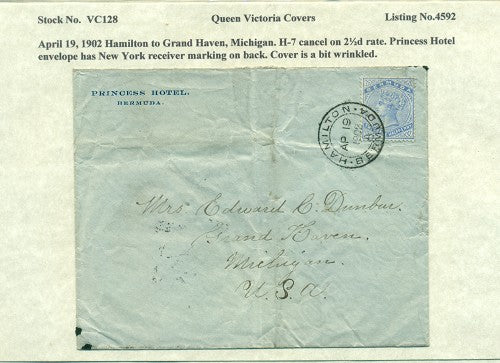 Stock No. VC128 Queen Victoria Covers Listing No.4592
April 19, 1902 Hamilton to Grand Haven, Michigan. H-7 cancel on 2½d rate. Princess Hotel
envelope has New York receiver marking on back. Cover is a bit wrinkled.
PRINCESS HOTEL,
BERMUDA.
HAMILTON · BERMUDA ·
AP 19
BERMUDA
Mrs. Edward C. Dunbar.
Grand Haven.
Michigan.
U.S.A.